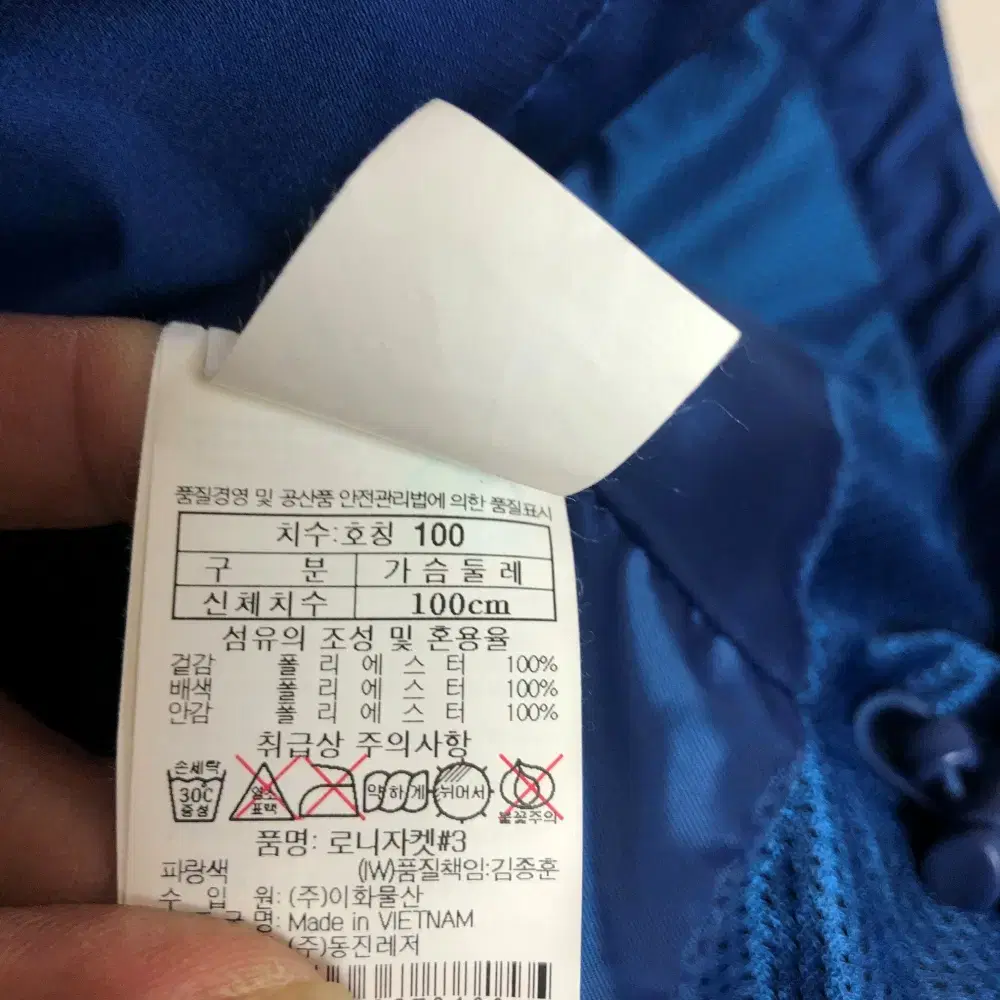 품질경영 및 공산품 안전관리법에 의한 품질표시
치수:호칭 100
구 분 가슴둘레
신체치수 100cm
섬유의 조성 및 혼용율
겉감 폴리에스터 100%
배색 폴리에스터 100%
안감 폴리에스터 100%
취급상 주의사항
손세탁 30℃ 중성
염소 표백
약하게
뉘어서
불꽃주의
품명: 로니자켓#3
파랑색 (IW)품질책임:김종훈
수 입 원: (주)이화물산
국명: Made in VIETNAM
(주)동진레저